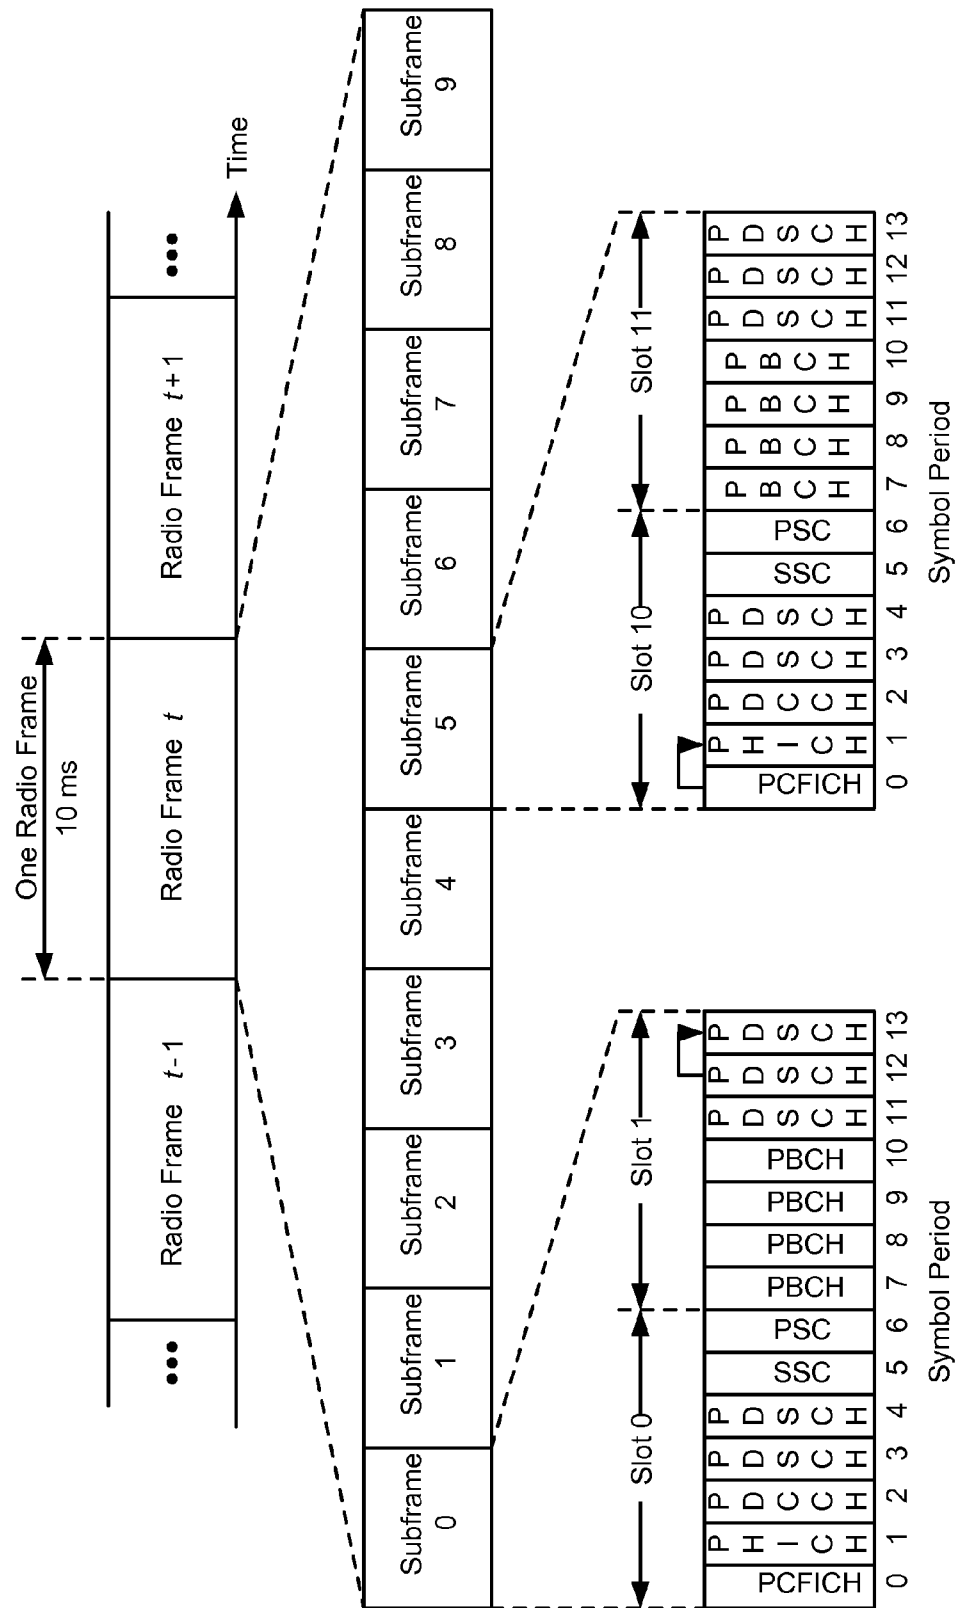 One Radio Frame
10 ms
Radio Frame t - 1
Radio Frame t
Radio Frame t + 1
Time
Subframe
0
Subframe
1
Subframe
2
Subframe
3
Subframe
4
Subframe
5
Subframe
6
Subframe
7
Subframe
8
Subframe
9
Slot 0
Slot 1
PCFICH
PHICH
PDCCH
PDSCH
PDSCH
SSC
PSC
PBCH
PBCH
PBCH
PBCH
PDSCH
PDSCH
PDSCH
0 1 2 3 4 5 6 7 8 9 10 11 12 13
Symbol Period
Slot 10
Slot 11
PCFICH
PHICH
PDCCH
PDSCH
PDSCH
SSC
PSC
PBCH
PBCH
PBCH
PBCH
PDSCH
PDSCH
PDSCH
0 1 2 3 4 5 6 7 8 9 10 11 12 13
Symbol Period